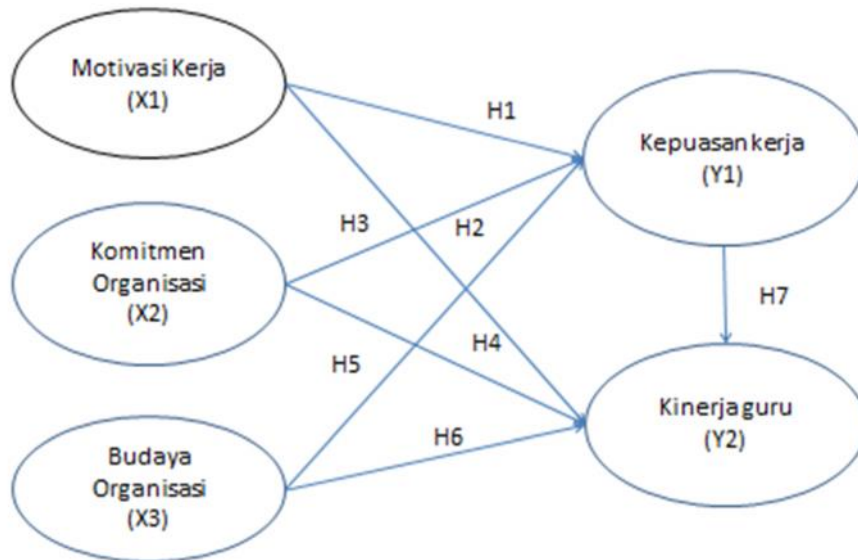 Motivasi Kerja
(X1)
H1
Kepuasan kerja
(Y1)
H3
H2
Komitmen
Organisasi
(X2)
H7
H4
H5
Kinerja guru
(Y2)
H6
Budaya
Organisasi
(X3)